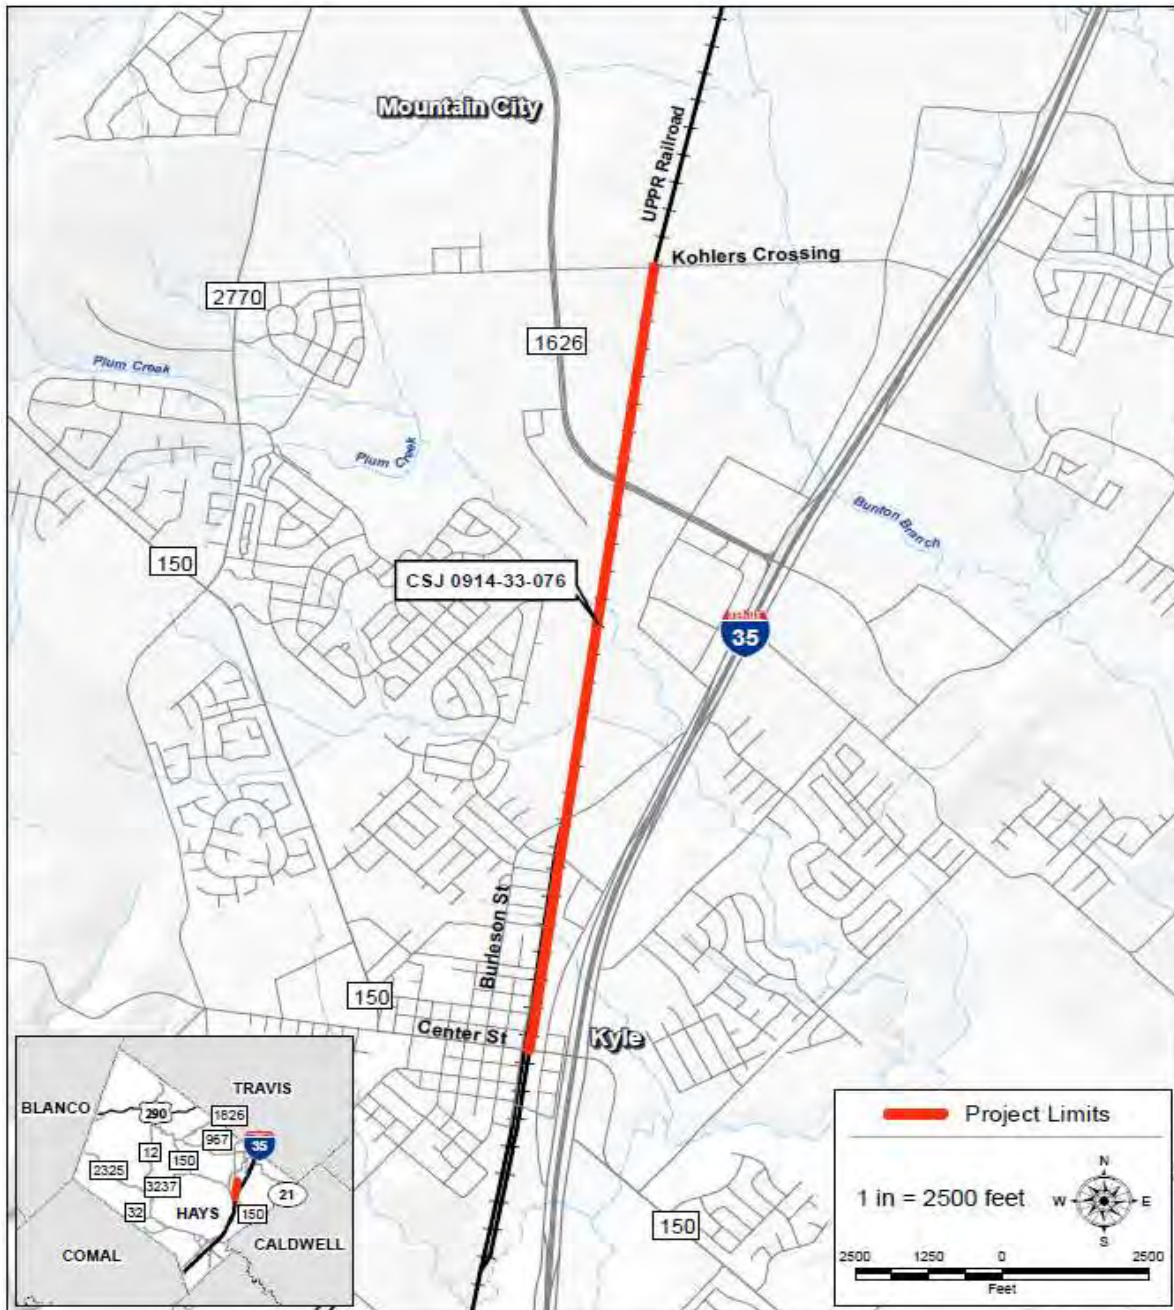 Mountain City
UPPR Railroad
Kohlers Crossing
2770
1626
Plum Creek
Plum Creek
Bunton Branch
150
CSJ 0914-33-076
35
Burleson St
150
Center St
Kyle
150
TRAVIS
BLANCO
290
1826
967
35
12
150
2325
3237
21
32
HAYS
150
COMAL
CALDWELL
Project Limits
1 in = 2500 feet
N
W
E
S
2500 1250 0 2500
Feet